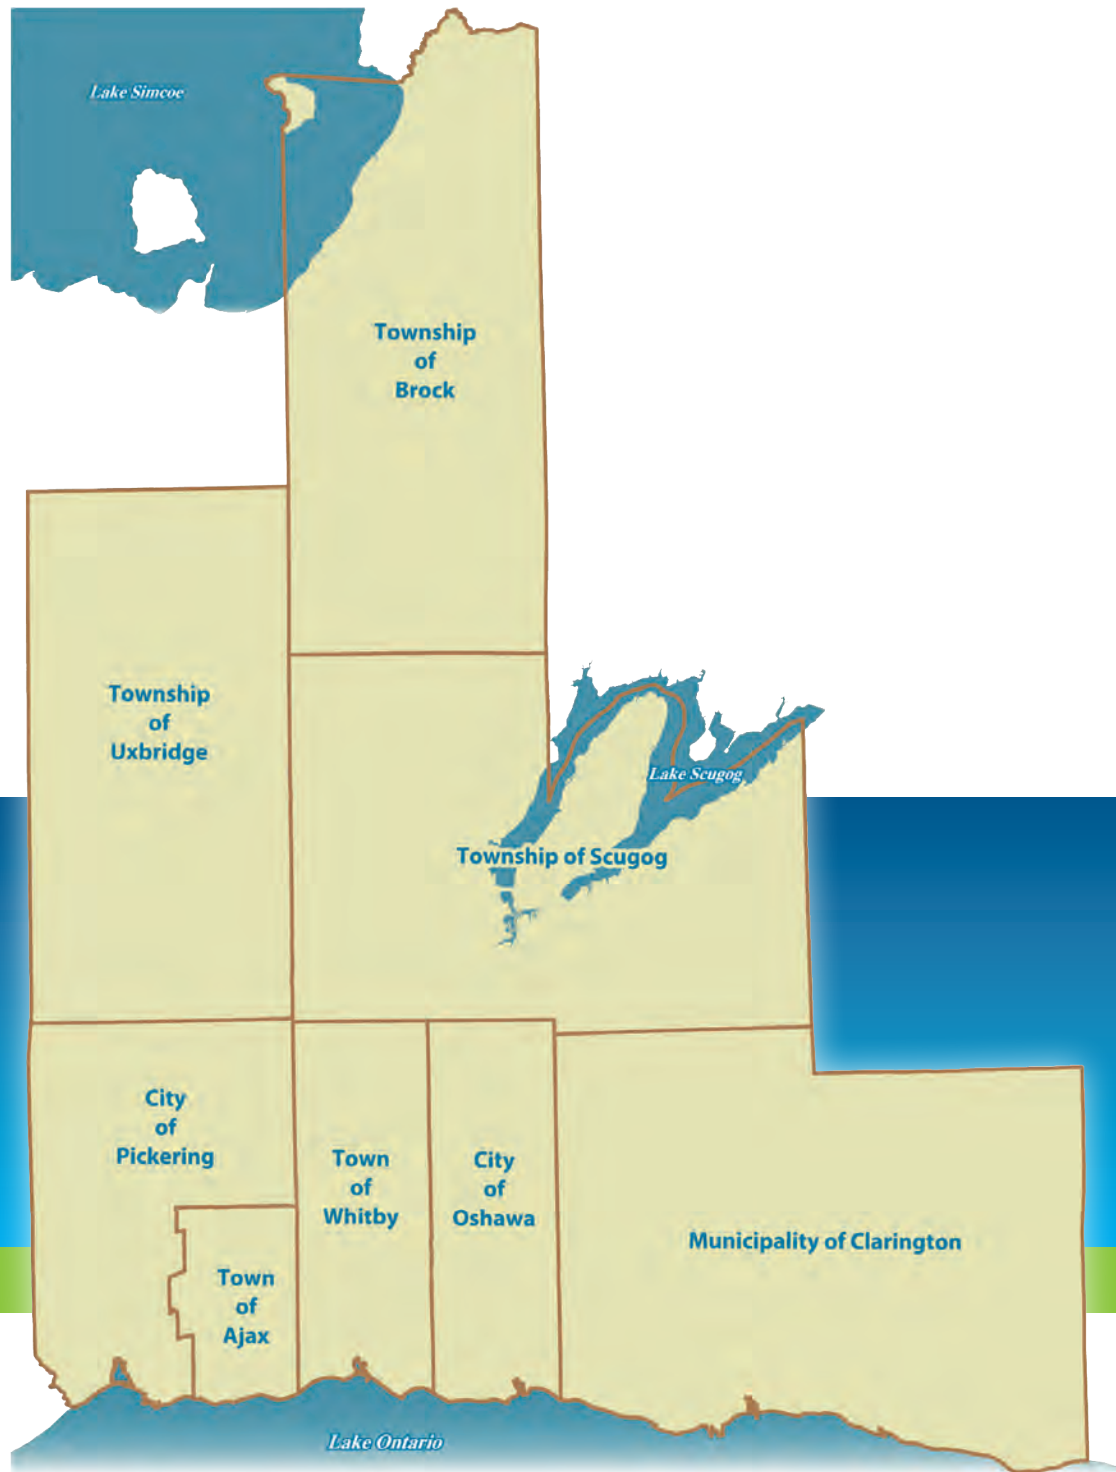 Lake Simcoe
Township
of
Brock
Township
of
Uxbridge
Lake Scugog
Township of Scugog
City
of
Pickering
Town
of
Whitby
City
of
Oshawa
Municipality of Clarington
Town
of
Ajax
Lake Ontario